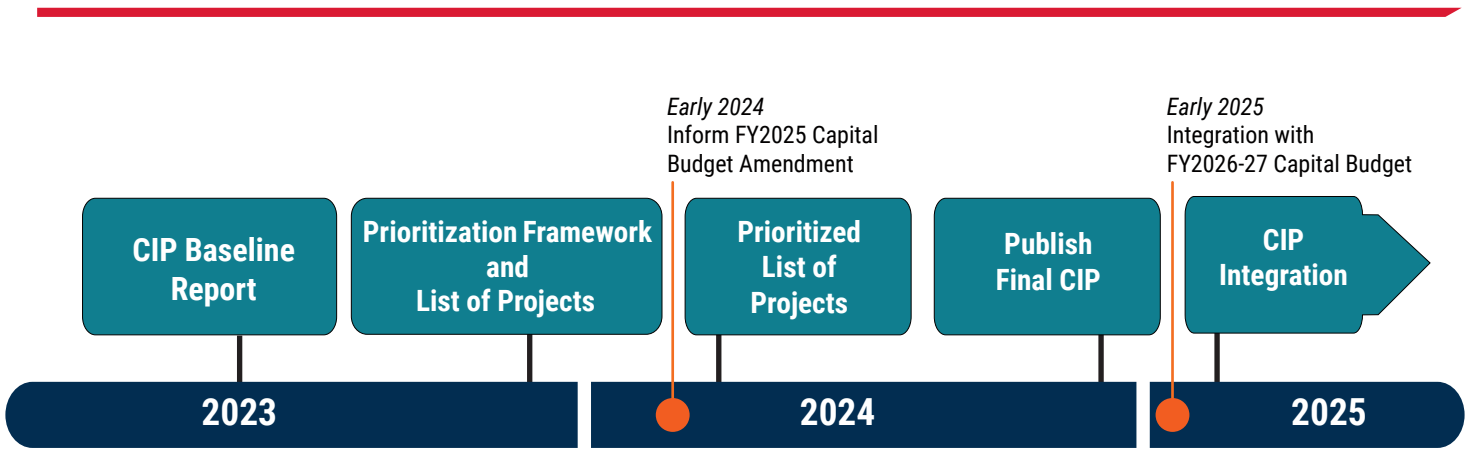 Early 2024
Inform FY2025 Capital
Budget Amendment
Early 2025
Integration with
FY2026-27 Capital Budget
CIP Baseline
Report
Prioritization Framework
and
List of Projects
Prioritized
List of
Projects
Publish
Final CIP
CIP
Integration
2023
2024
2025